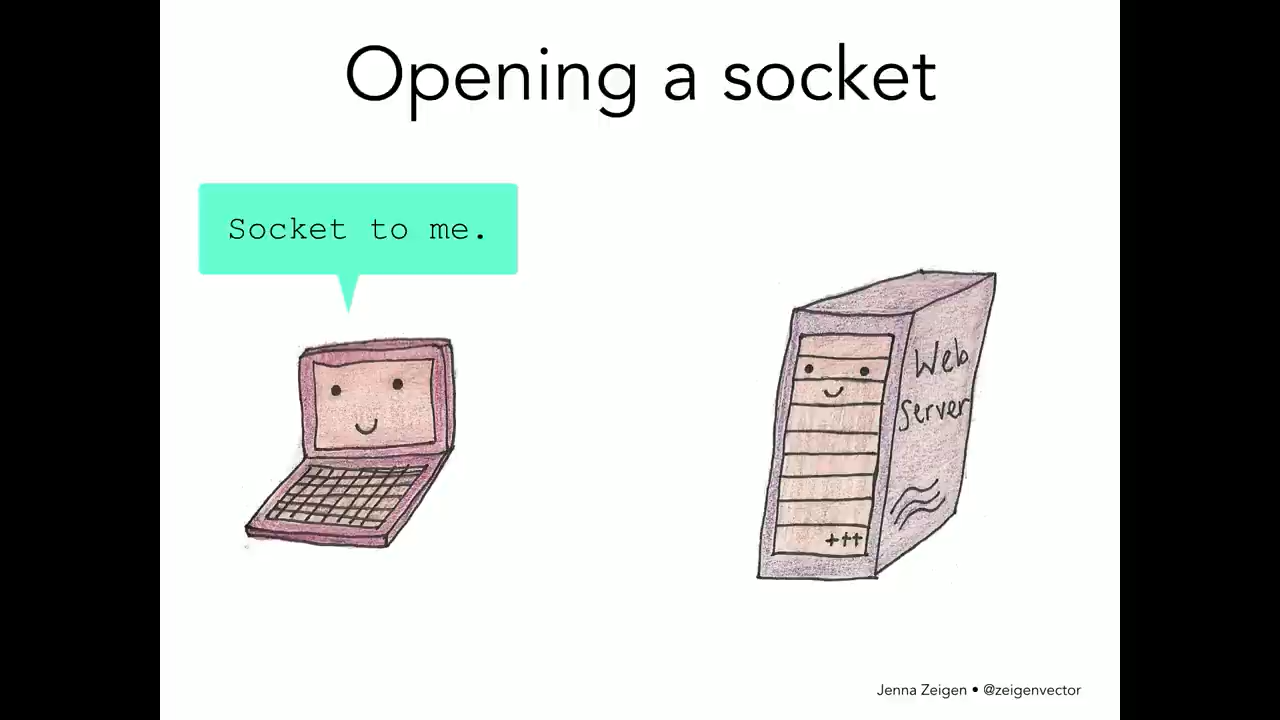 Opening a socket
Socket to me.
Web
Server
Jenna Zeigen • @zeigenvector